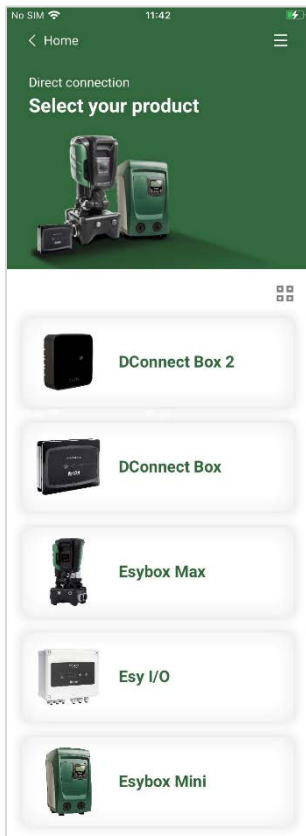 No SIM 11:42
Home
Direct connection
Select your product
DConnect Box 2
DConnect Box
Esybox Max
Esy I/O
Esybox Mini